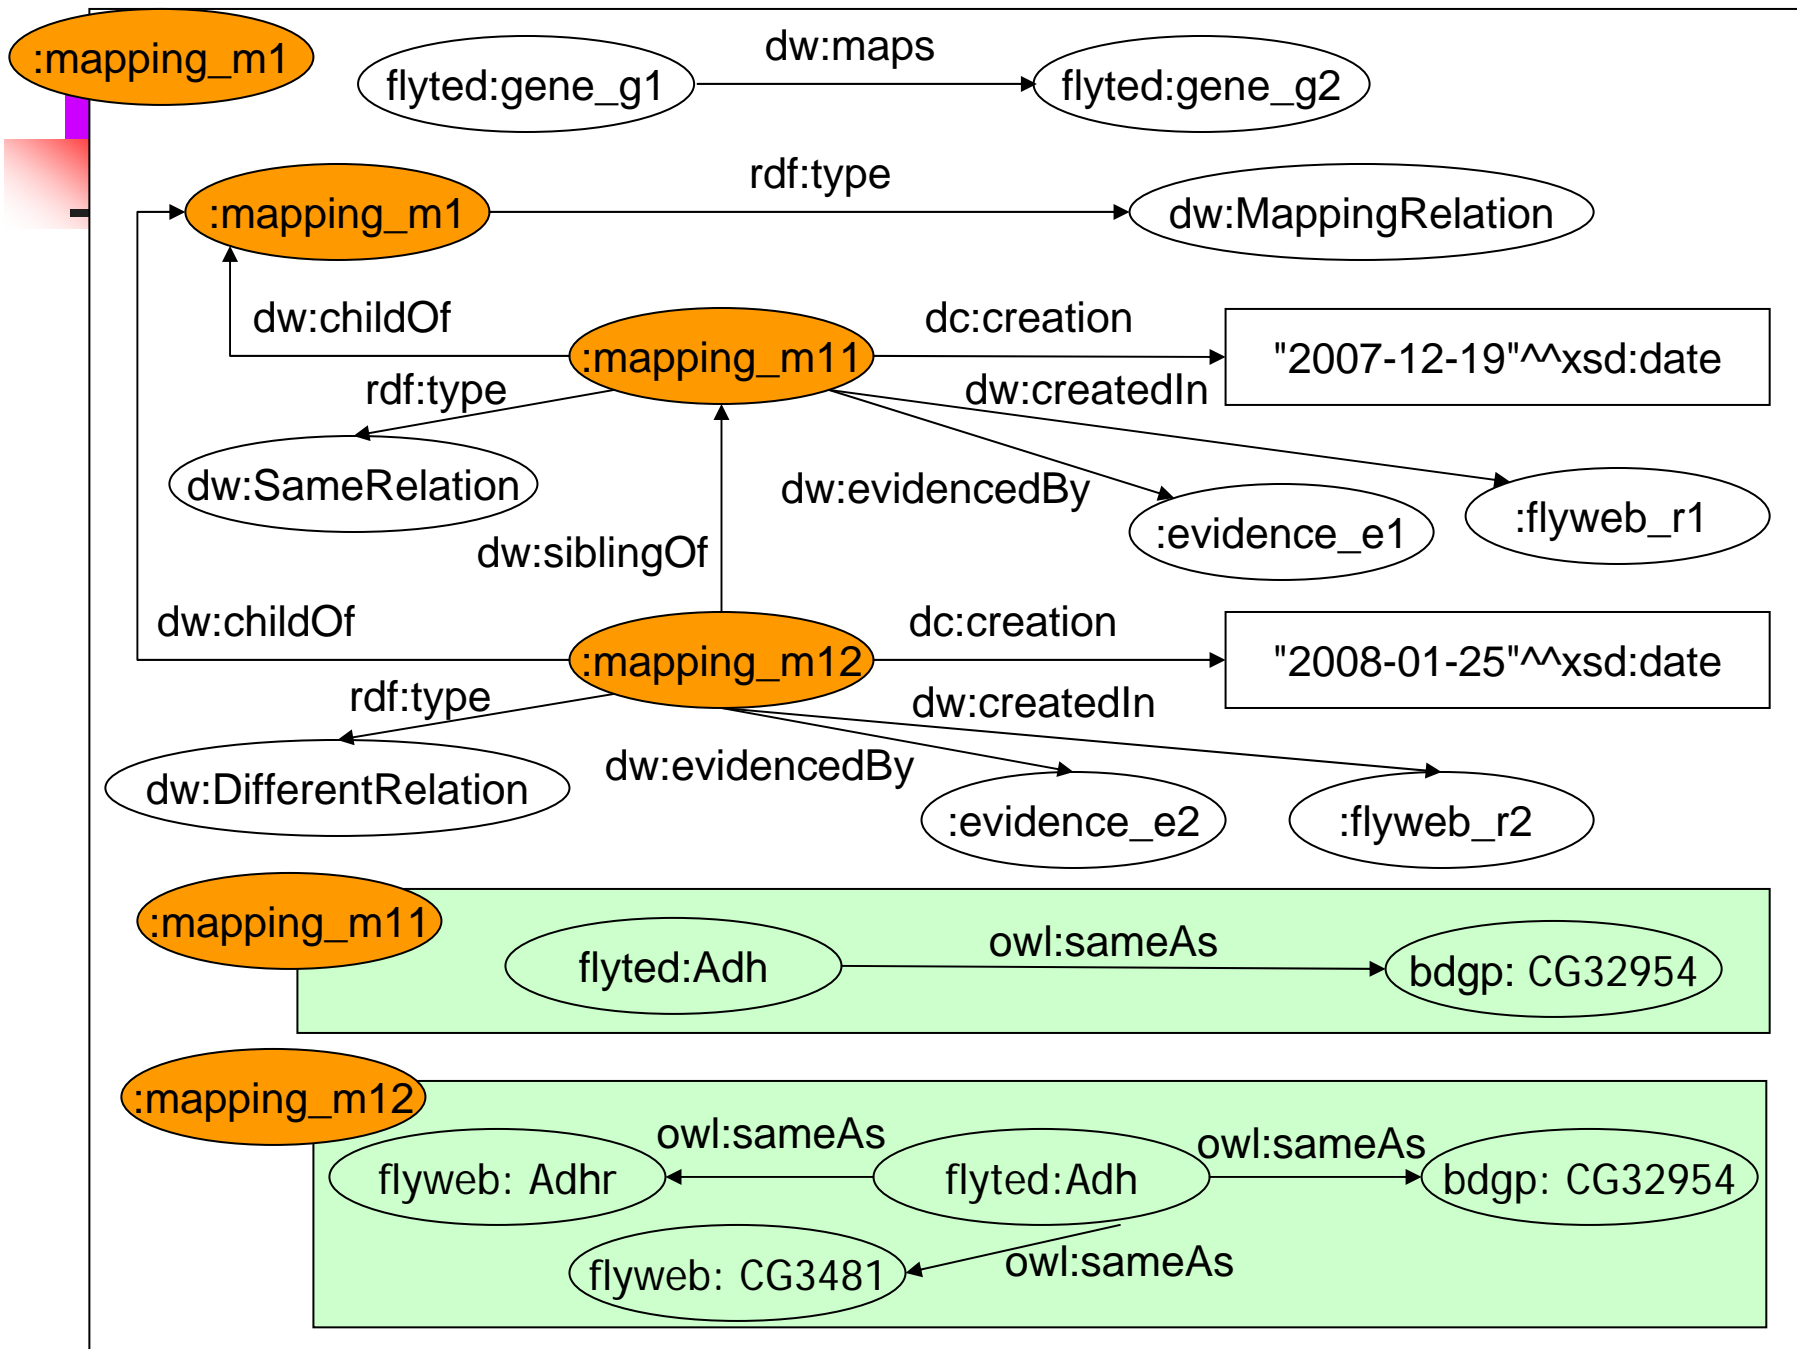 :mapping_m1
flyted:gene_g1
dw:maps
flyted:gene_g2
:mapping_m1
rdf:type
dw:MappingRelation
dw:childOf
:mapping_m11
dc:creation
"2007-12-19"^^xsd:date
rdf:type
dw:createdIn
dw:SameRelation
dw:evidencedBy
:evidence_e1
:flyweb_r1
dw:siblingOf
dw:childOf
:mapping_m12
dc:creation
"2008-01-25"^^xsd:date
rdf:type
dw:createdIn
dw:DifferentRelation
dw:evidencedBy
:evidence_e2
:flyweb_r2
:mapping_m11
flyted:Adh
owl:sameAs
bdgp: CG32954
:mapping_m12
flyweb: Adhr
owl:sameAs
flyted:Adh
owl:sameAs
bdgp: CG32954
flyweb: CG3481
owl:sameAs